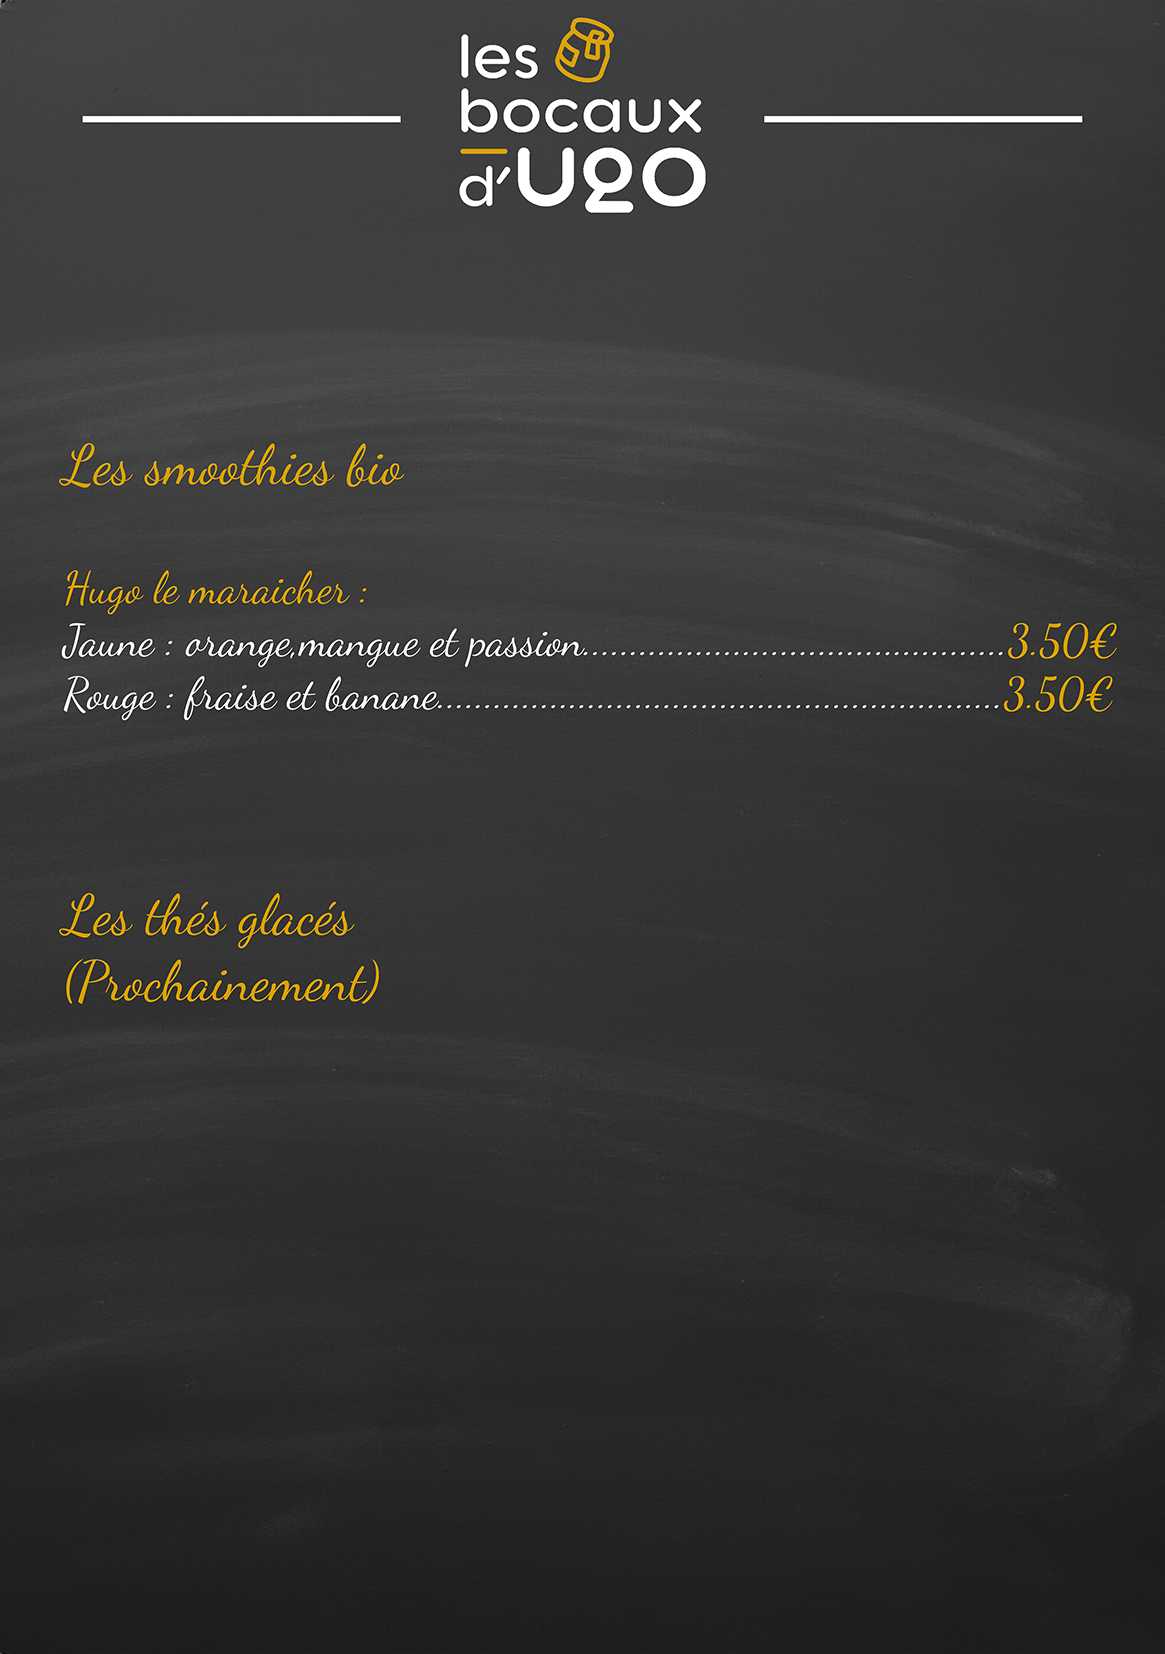 les
bocaux
d'ugo
Les smoothies bio
Hugo le maraicher :
Jaune : orange,mangue et passion..............................................3.50€
Rouge : fraise et banane.............................................................3.50€
Les thés glacés
(Prochainement)